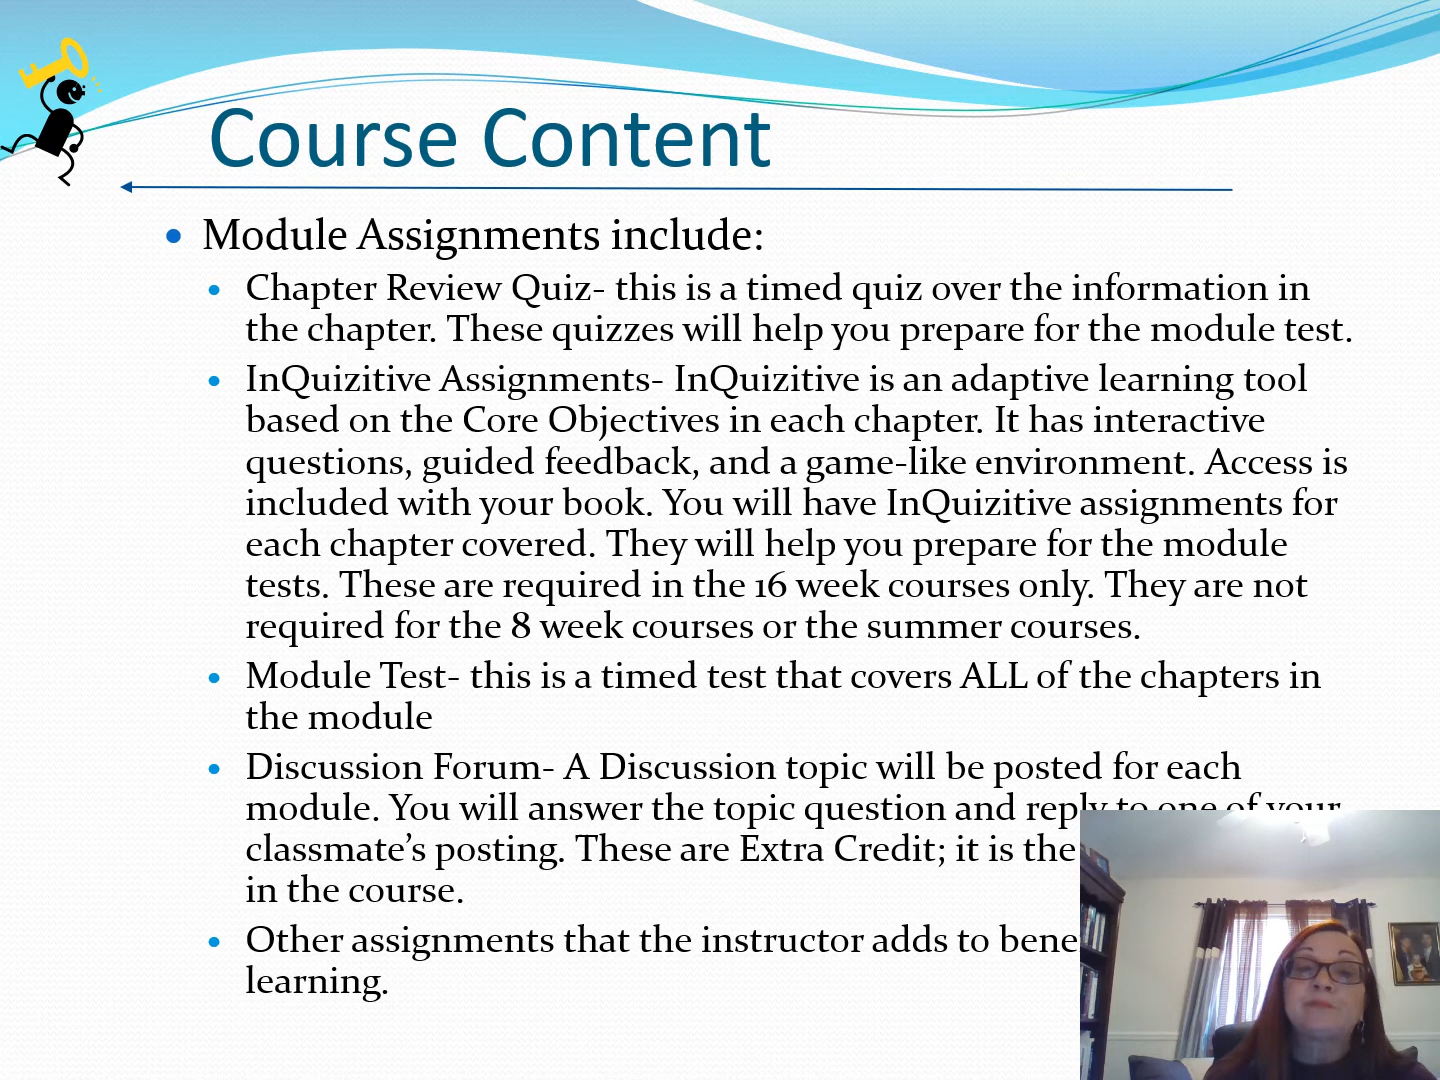 Course Content
Module Assignments include:
Chapter Review Quiz- this is a timed quiz over the information in
the chapter. These quizzes will help you prepare for the module test.
InQuizitive Assignments- InQuizitive is an adaptive learning tool
based on the Core Objectives in each chapter. It has interactive
questions, guided feedback, and a game-like environment. Access is
included with your book. You will have InQuizitive assignments for
each chapter covered. They will help you prepare for the module
tests. These are required in the 16 week courses only. They are not
required for the 8 week courses or the summer courses.
Module Test- this is a timed test that covers ALL of the chapters in
the module
Discussion Forum- A Discussion topic will be posted for each
module. You will answer the topic question and reply to one of your
classmate’s posting. These are Extra Credit; it is the
in the course.
Other assignments that the instructor adds to bene
learning.